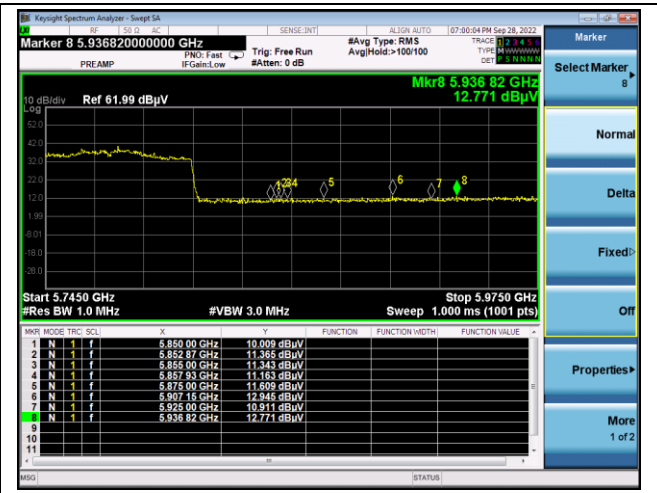 Keysight Spectrum Analyzer - Swept SA
RF 50 Ω AC SENSE:INT ALIGN AUTO 07:00:04 PM Sep 28, 2022
Marker 8 5.936820000000 GHz
PREAMP
PNO: Fast
IFGain:Low
Trig: Free Run
#Atten: 0 dB
#Avg Type: RMS
Avg|Hold:>100/100
TRACE 1 2 3 4 5 6
TYPE M W W W W W
DET P S N N N N
Mkr8 5.936 82 GHz
12.771 dBµV
10 dB/div Ref 61.99 dBµV
Log
52.0
42.0
32.0
22.0
12.0
1.99
-8.01
-18.0
-28.0
1 2 3 4 5 6 7 8
Start 5.7450 GHz Stop 5.9750 GHz
#Res BW 1.0 MHz #VBW 3.0 MHz Sweep 1.000 ms (1001 pts)
MKR MODE TRC SCL X Y FUNCTION FUNCTION WIDTH FUNCTION VALUE
1 N 1 f 5.850 00 GHz 10.009 dBµV
2 N 1 f 5.852 87 GHz 11.365 dBµV
3 N 1 f 5.855 00 GHz 11.343 dBµV
4 N 1 f 5.857 93 GHz 11.163 dBµV
5 N 1 f 5.875 00 GHz 11.609 dBµV
6 N 1 f 5.907 15 GHz 12.945 dBµV
7 N 1 f 5.925 00 GHz 10.911 dBµV
8 N 1 f 5.936 82 GHz 12.771 dBµV
9
10
11
MSG STATUS
Marker
Select Marker
8
Normal
Delta
Fixed
Off
Properties
More
1 of 2